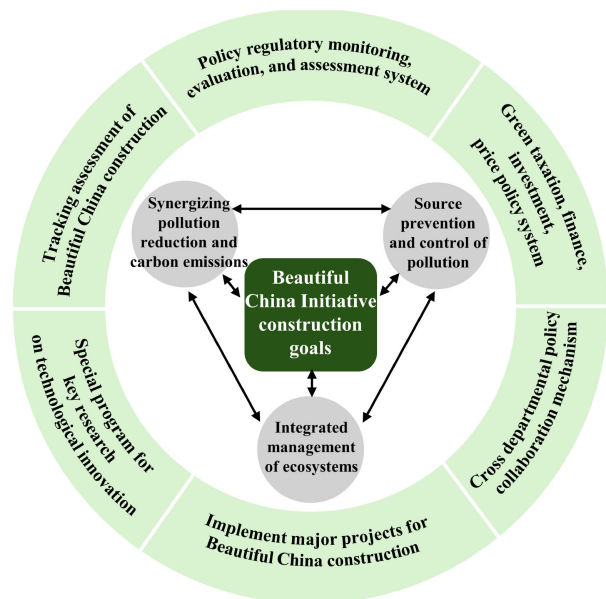 Policy regulatory monitoring,
evaluation, and assessment system
Green taxation, finance,
investment,
price policy system
Cross departmental policy
collaboration mechanism
Implement major projects for
Beautiful China construction
Special program for
key research
on technological innovation
Tracking assessment of
Beautiful China construction
Synergizing
pollution
reduction and
carbon emissions
Source
prevention
and control of
pollution
Beautiful
China Initiative
construction
goals
Integrated
management
of ecosystems